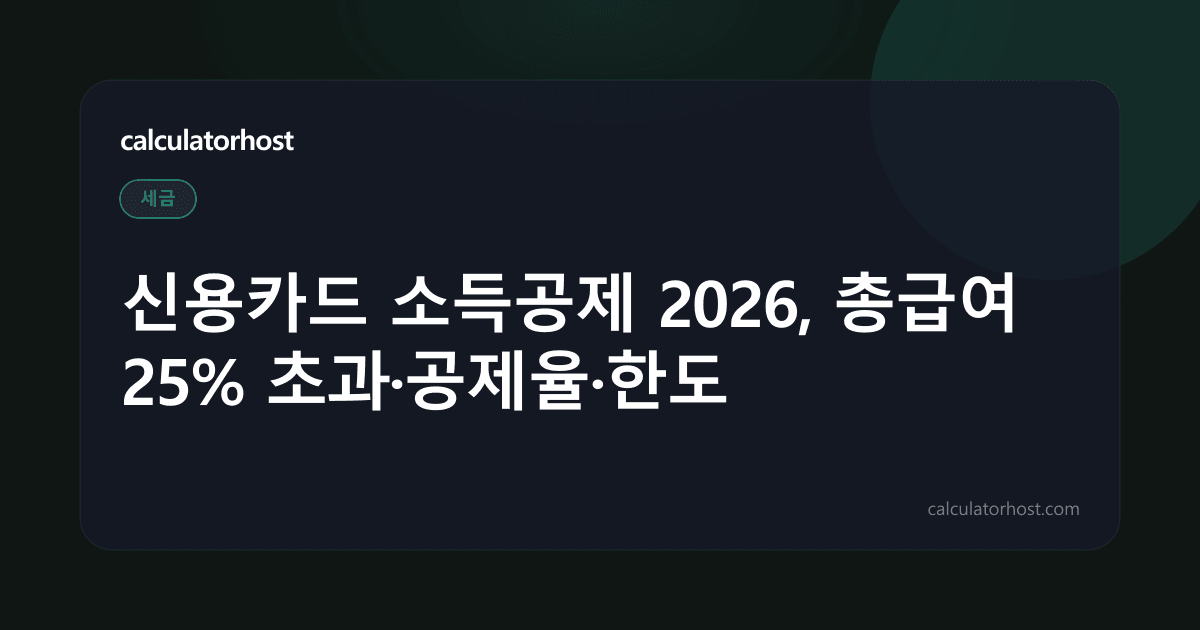 calculatorhost
세금
신용카드 소득공제 2026, 총급여
25% 초과·공제율·한도
calculatorhost.com